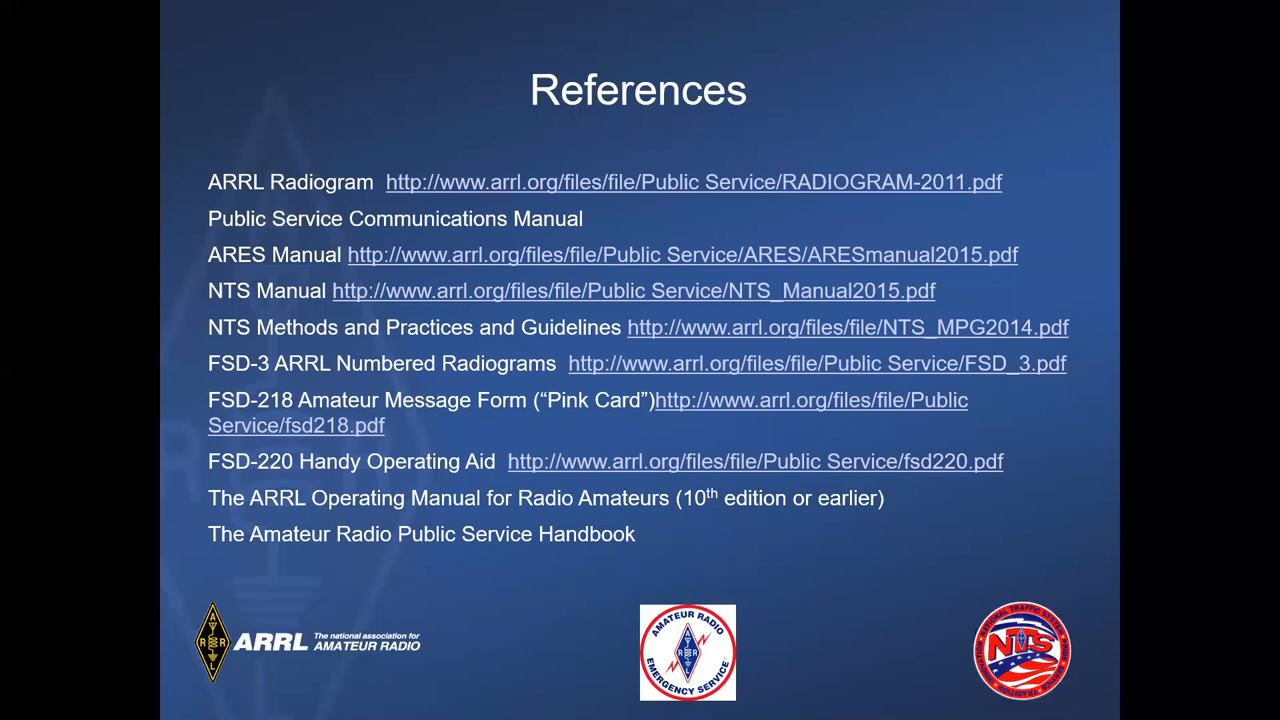 References
ARRL Radiogram http://www.arrl.org/files/file/Public Service/RADIOGRAM-2011.pdf
Public Service Communications Manual
ARES Manual http://www.arrl.org/files/file/Public Service/ARES/ARESmanual2015.pdf
NTS Manual http://www.arrl.org/files/file/Public Service/NTS_Manual2015.pdf
NTS Methods and Practices and Guidelines http://www.arrl.org/files/file/NTS_MPG2014.pdf
FSD-3 ARRL Numbered Radiograms http://www.arrl.org/files/file/Public Service/FSD_3.pdf
FSD-218 Amateur Message Form (“Pink Card”)http://www.arrl.org/files/file/Public
Service/fsd218.pdf
FSD-220 Handy Operating Aid http://www.arrl.org/files/file/Public Service/fsd220.pdf
The ARRL Operating Manual for Radio Amateurs (10th edition or earlier)
The Amateur Radio Public Service Handbook
A R R L
ARRL The national association for
AMATEUR RADIO
AMATEUR RADIO
A R R L
EMERGENCY SERVICE
NATIONAL TRAFFIC SYSTEM
NTS